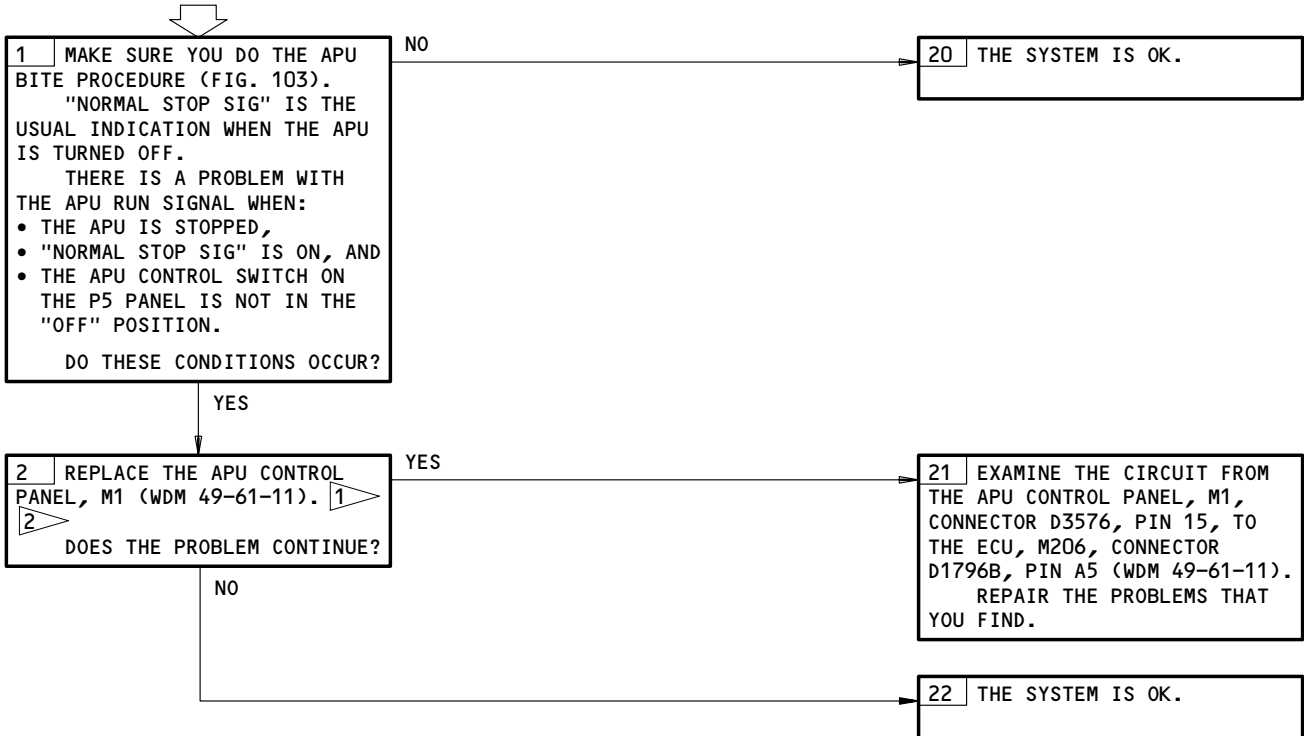 1 MAKE SURE YOU DO THE APU
BITE PROCEDURE (FIG. 103).
"NORMAL STOP SIG" IS THE
USUAL INDICATION WHEN THE APU
IS TURNED OFF.
THERE IS A PROBLEM WITH
THE APU RUN SIGNAL WHEN:
• THE APU IS STOPPED,
• "NORMAL STOP SIG" IS ON, AND
• THE APU CONTROL SWITCH ON
THE P5 PANEL IS NOT IN THE
"OFF" POSITION.
DO THESE CONDITIONS OCCUR?
NO
20 THE SYSTEM IS OK.
YES
2 REPLACE THE APU CONTROL
PANEL, M1 (WDM 49-61-11). 1
2
DOES THE PROBLEM CONTINUE?
YES
21 EXAMINE THE CIRCUIT FROM
THE APU CONTROL PANEL, M1,
CONNECTOR D3576, PIN 15, TO
THE ECU, M206, CONNECTOR
D1796B, PIN A5 (WDM 49-61-11).
REPAIR THE PROBLEMS THAT
YOU FIND.
NO
22 THE SYSTEM IS OK.